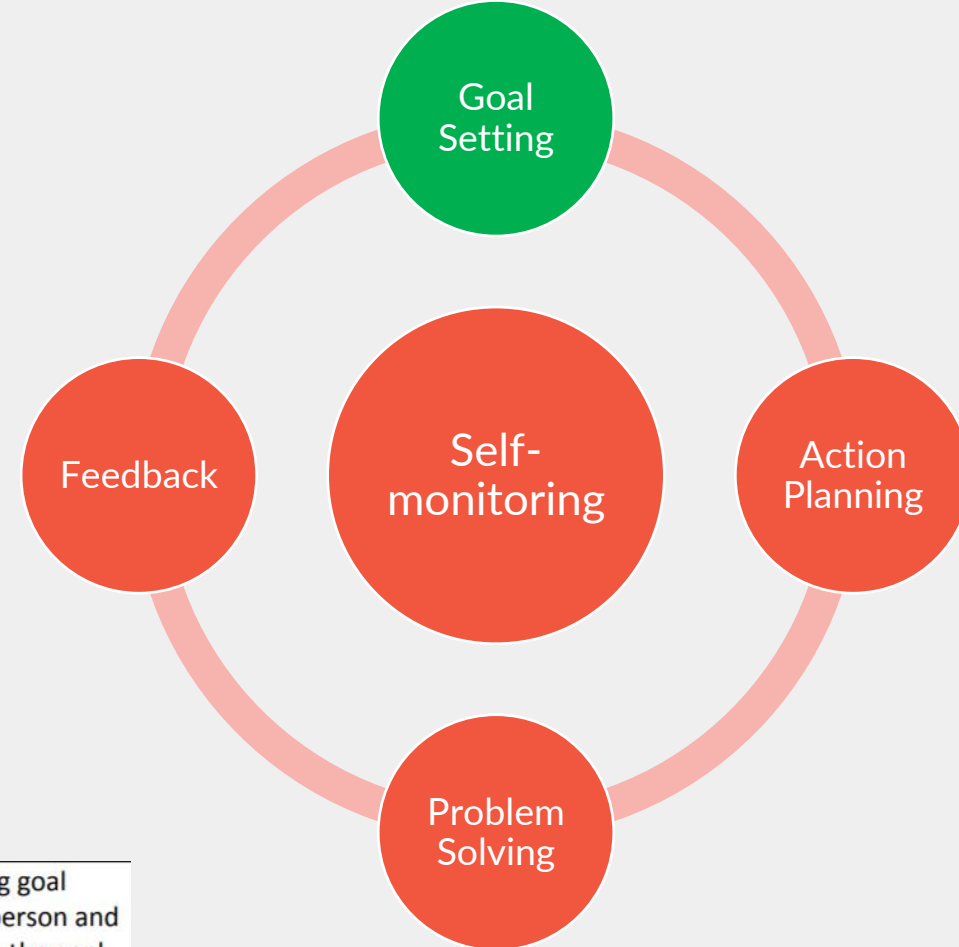 Goal
Setting
Feedback
Self-
monitoring
Action
Planning
Problem
Solving
goal
erson and